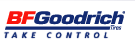 BFGoodrich
Tires
TAKE CONTROL